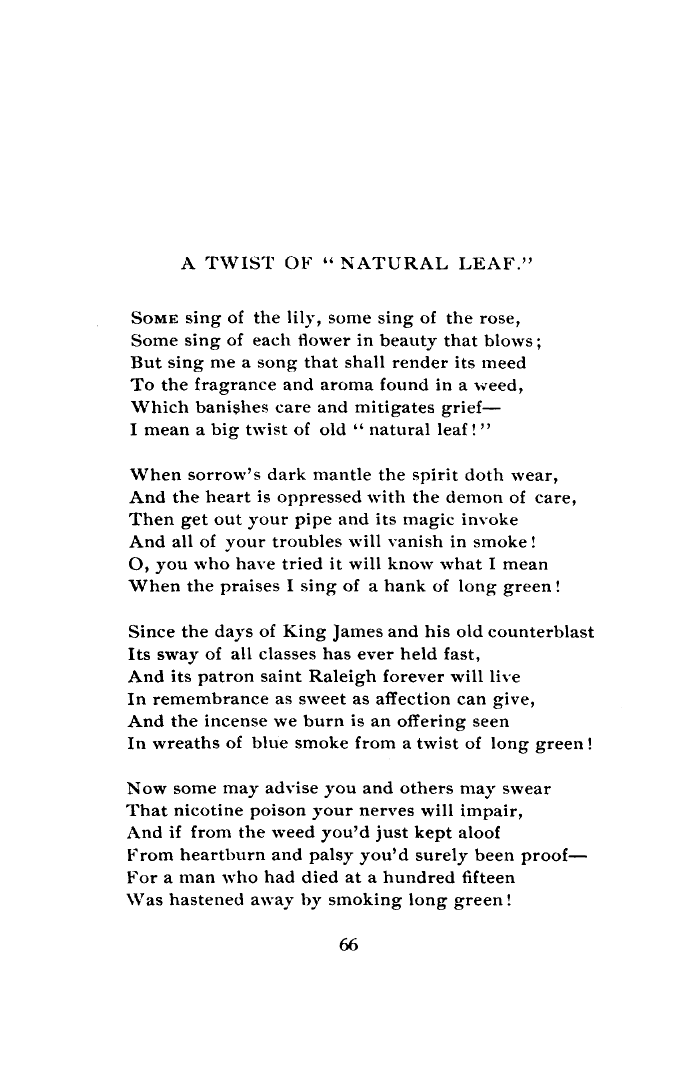 A TWIST OF “ NATURAL LEAF.”
SOME sing of the lily, some sing of the rose,
Some sing of each flower in beauty that blows;
But sing me a song that shall render its meed
To the fragrance and aroma found in a weed,
Which banishes care and mitigates grief—
I mean a big twist of old “ natural leaf!”
When sorrow’s dark mantle the spirit doth wear,
And the heart is oppressed with the demon of care,
Then get out your pipe and its magic invoke
And all of your troubles will vanish in smoke!
O, you who have tried it will know what I mean
When the praises I sing of a hank of long green!
Since the days of King James and his old counterblast
Its sway of all classes has ever held fast,
And its patron saint Raleigh forever will live
In remembrance as sweet as affection can give,
And the incense we burn is an offering seen
In wreaths of blue smoke from a twist of long green!
Now some may advise you and others may swear
That nicotine poison your nerves will impair,
And if from the weed you’d just kept aloof
From heartburn and palsy you’d surely been proof—
For a man who had died at a hundred fifteen
Was hastened away by smoking long green!
66